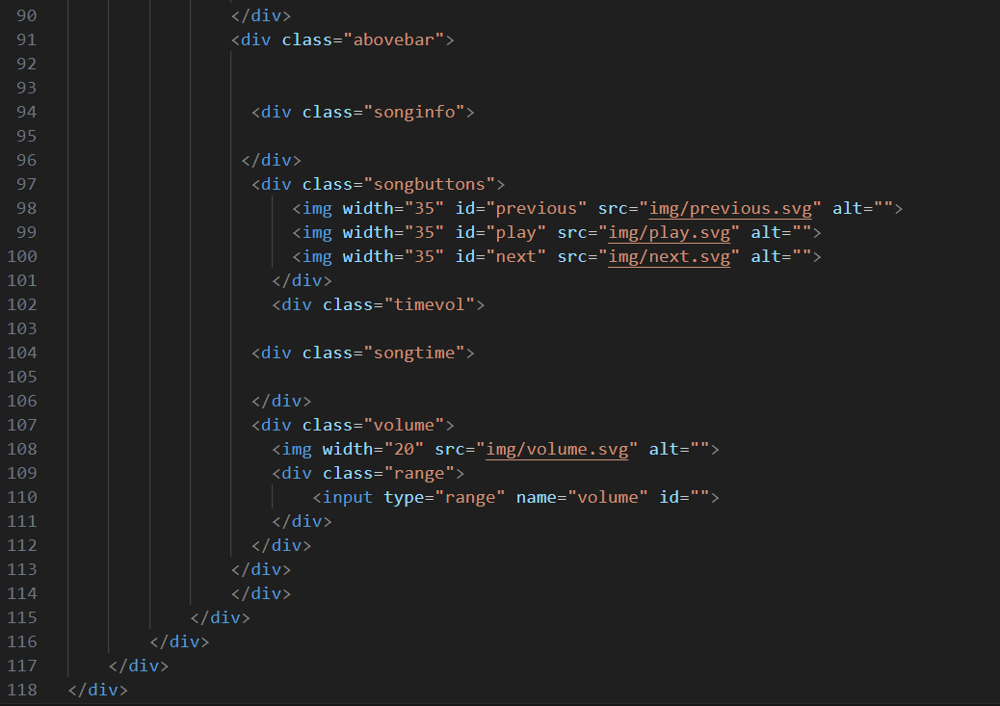 90 </div>
91 <div class="abovebar">
92
93
94 <div class="songinfo">
95
96 </div>
97 <div class="songbuttons">
98 <img width="35" id="previous" src="img/previous.svg" alt="">
99 <img width="35" id="play" src="img/play.svg" alt="">
100 <img width="35" id="next" src="img/next.svg" alt="">
101 </div>
102 <div class="timevol">
103
104 <div class="songtime">
105
106 </div>
107 <div class="volume">
108 <img width="20" src="img/volume.svg" alt="">
109 <div class="range">
110 <input type="range" name="volume" id="">
111 </div>
112 </div>
113 </div>
114 </div>
115 </div>
116 </div>
117 </div>
118 </div>